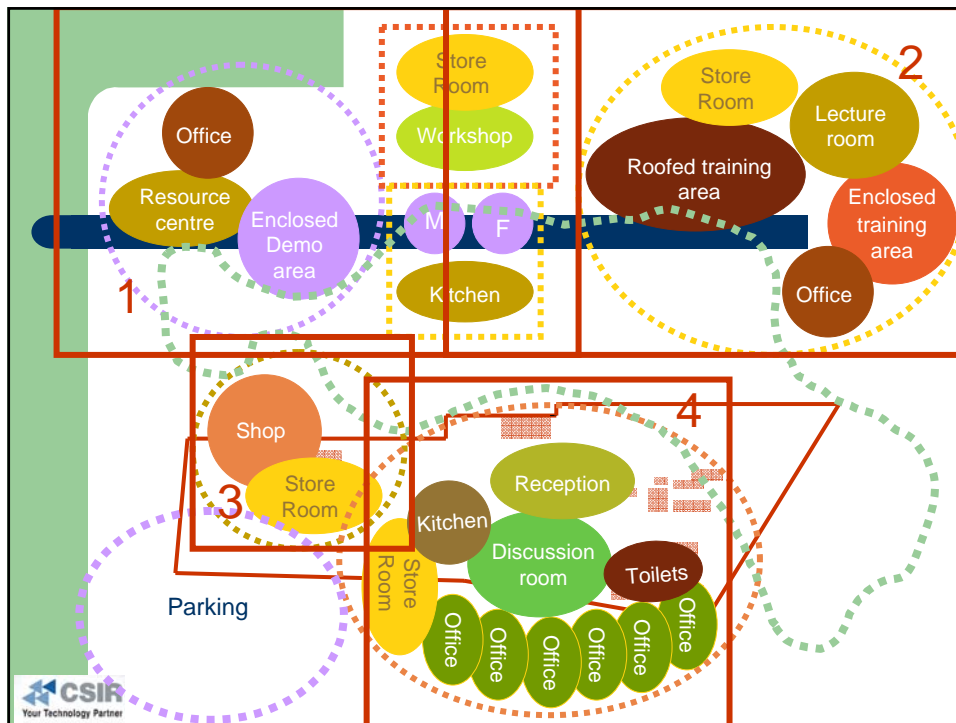 Store
Room
Workshop
Office
Resource
centre
Enclosed
Demo
area
1
M
F
Kitchen
2
Store
Room
Lecture
room
Roofed training
area
Enclosed
training
area
Office
3
Shop
Store
Room
Parking
4
Reception
Kitchen
Discussion
room
Toilets
Store
Room
Office
Office
Office
Office
Office
Office
CSIR
Your Technology Partner